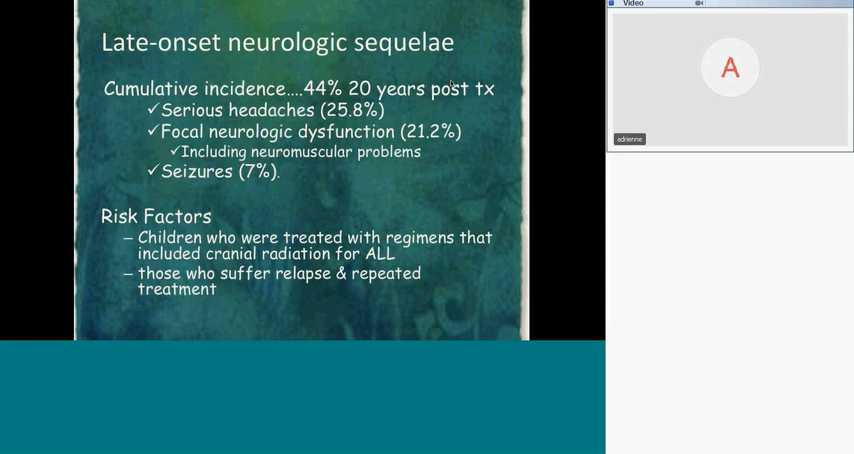 Video
Late-onset neurologic sequelae
Cumulative incidence....44% 20 years post tx
✓Serious headaches (25.8%)
✓Focal neurologic dysfunction (21.2%)
✓Including neuromuscular problems
✓Seizures (7%).
Risk Factors
– Children who were treated with regimens that
included cranial radiation for ALL
– those who suffer relapse & repeated
treatment
A
adrienne